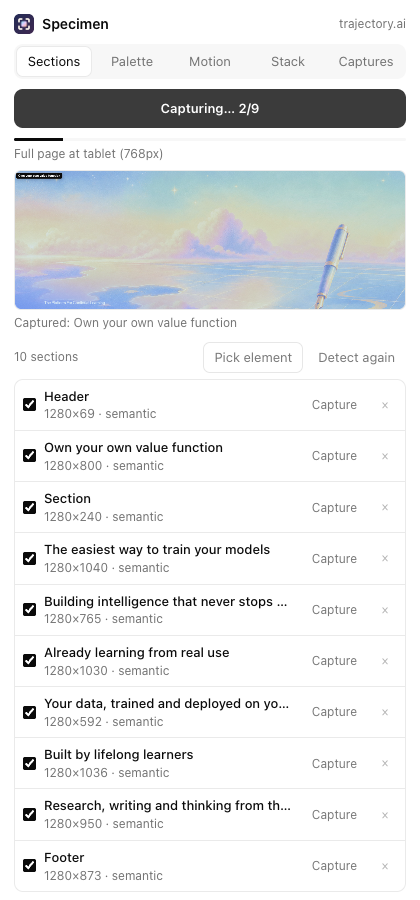 Specimen
trajectory.ai
Sections
Palette
Motion
Stack
Captures
Capturing... 2/9
Full page at tablet (768px)
Captured: Own your own value function
10 sections
Pick element
Detect again
Header
Capture ×
1280×69 · semantic
Own your own value function
Capture ×
1280×800 · semantic
Section
Capture ×
1280×240 · semantic
The easiest way to train your models
Capture ×
1280×1040 · semantic
Building intelligence that never stops ...
Capture ×
1280×765 · semantic
Already learning from real use
Capture ×
1280×1030 · semantic
Your data, trained and deployed on yo...
Capture ×
1280×592 · semantic
Built by lifelong learners
Capture ×
1280×1036 · semantic
Research, writing and thinking from th...
Capture ×
1280×950 · semantic
Footer
Capture ×
1280×873 · semantic